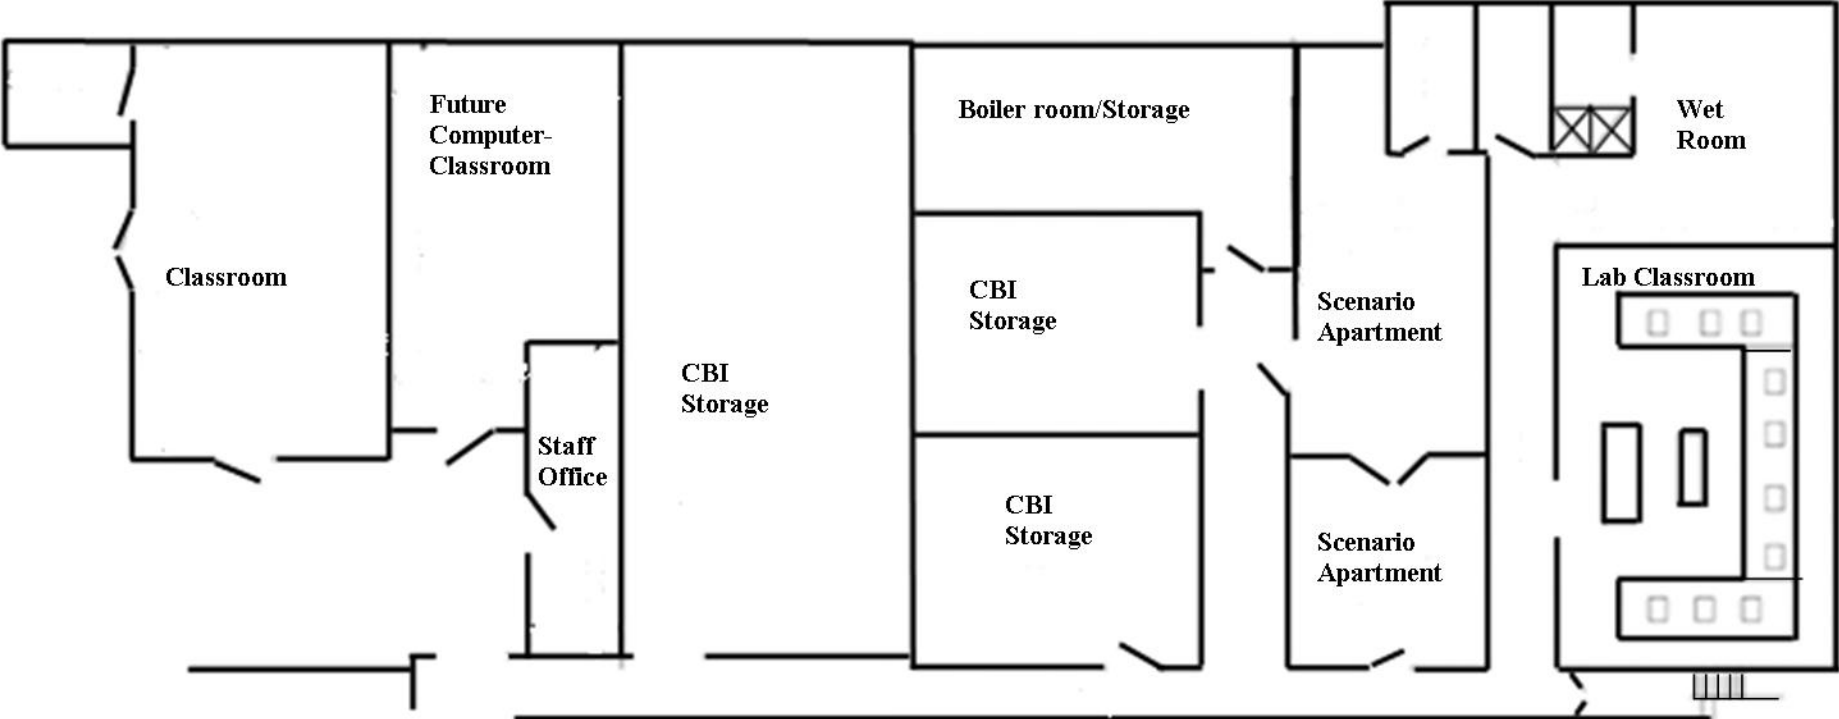 Future
Computer-
Classroom
Boiler room/Storage
Wet
Room
Classroom
CBI
Storage
Scenario
Apartment
Lab Classroom
CBI
Storage
Staff
Office
CBI
Storage
Scenario
Apartment